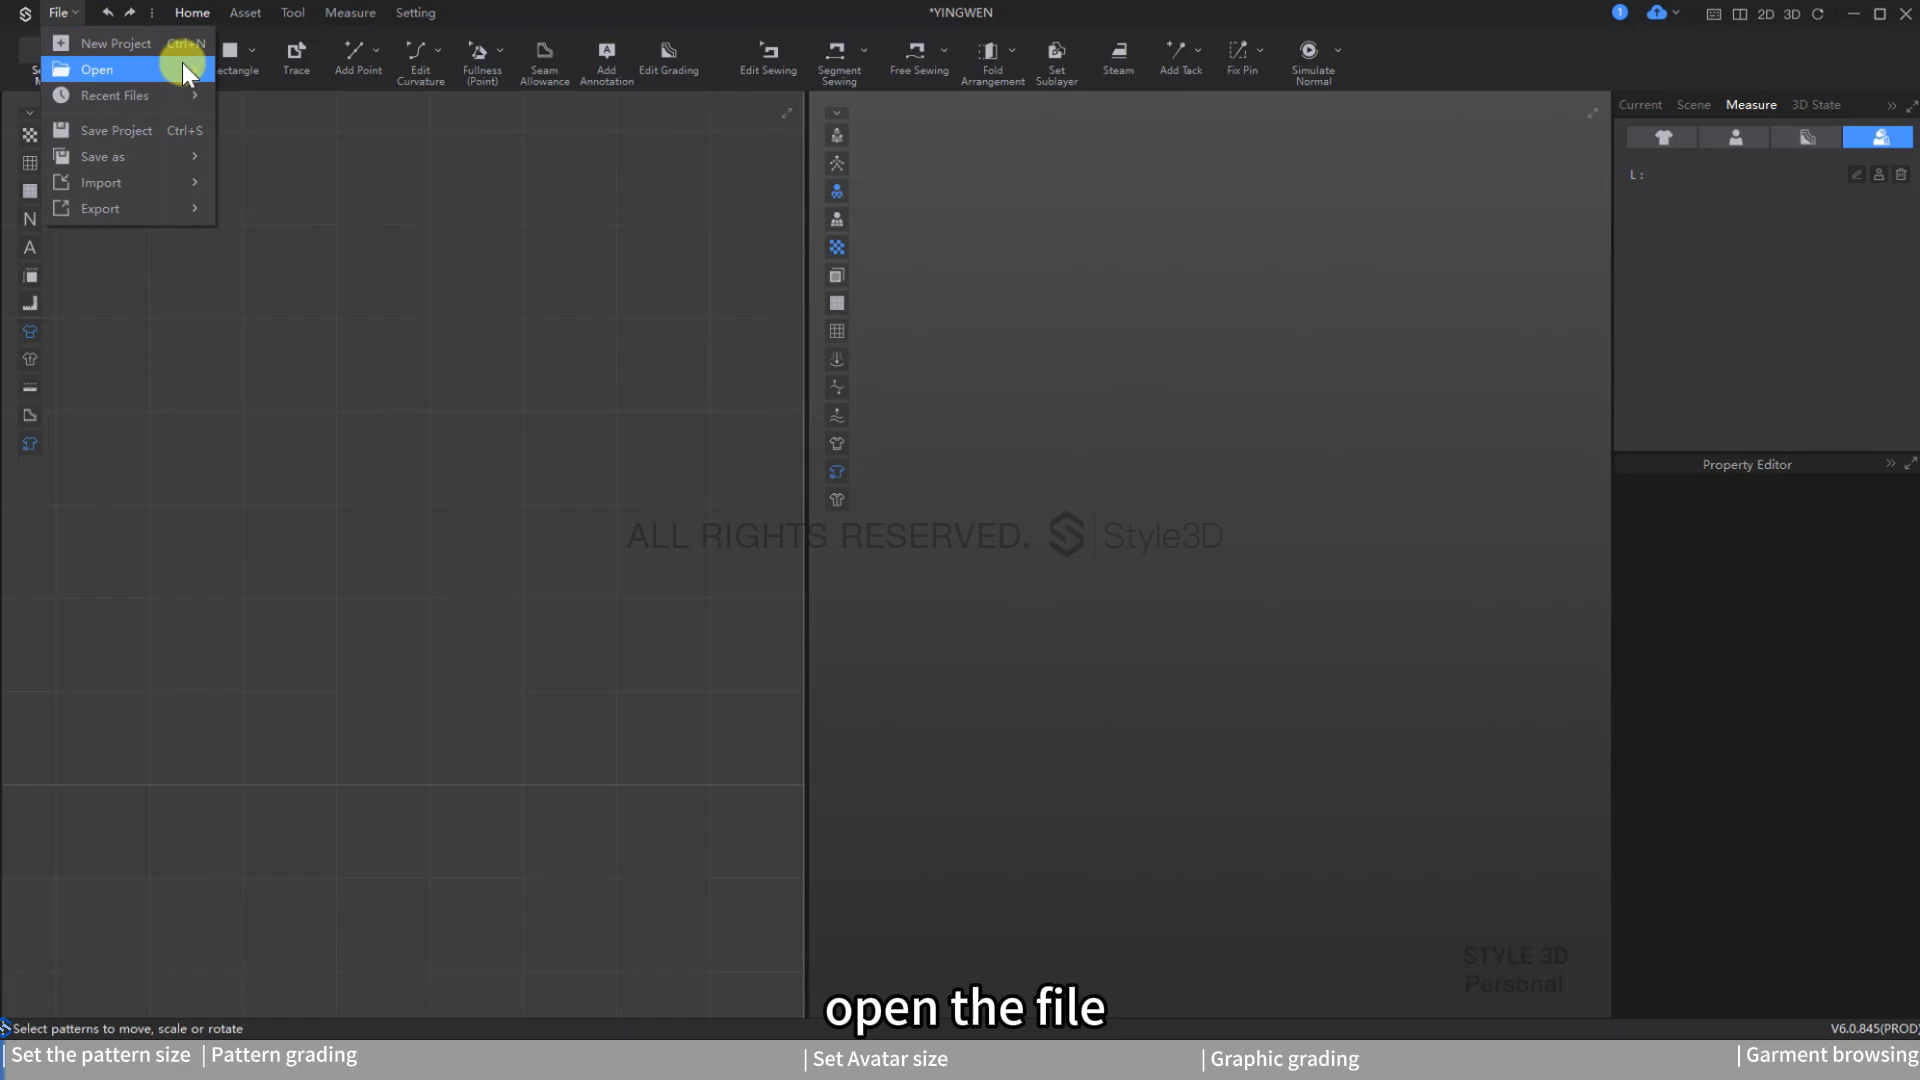 File Home Asset Tool Measure Setting *YINGWEN 1 2D 3D
New Project Ctrl+N
Open
Recent Files
Save Project Ctrl+S
Save as
Import
Export
ectangle Trace Add Point Edit Curvature Fullness (Point) Seam Allowance Add Annotation Edit Grading Edit Sewing Segment Sewing Free Sewing Fold Arrangement Set Sublayer Steam Add Tack Fix Pin Simulate Normal
Current Scene Measure 3D State
L :
Property Editor
ALL RIGHTS RESERVED. Style3D
STYLE 3D
Personal
open the file
Select patterns to move, scale or rotate V6.0.845(PROD)
| Set the pattern size | Pattern grading | Set Avatar size | Graphic grading | Garment browsing